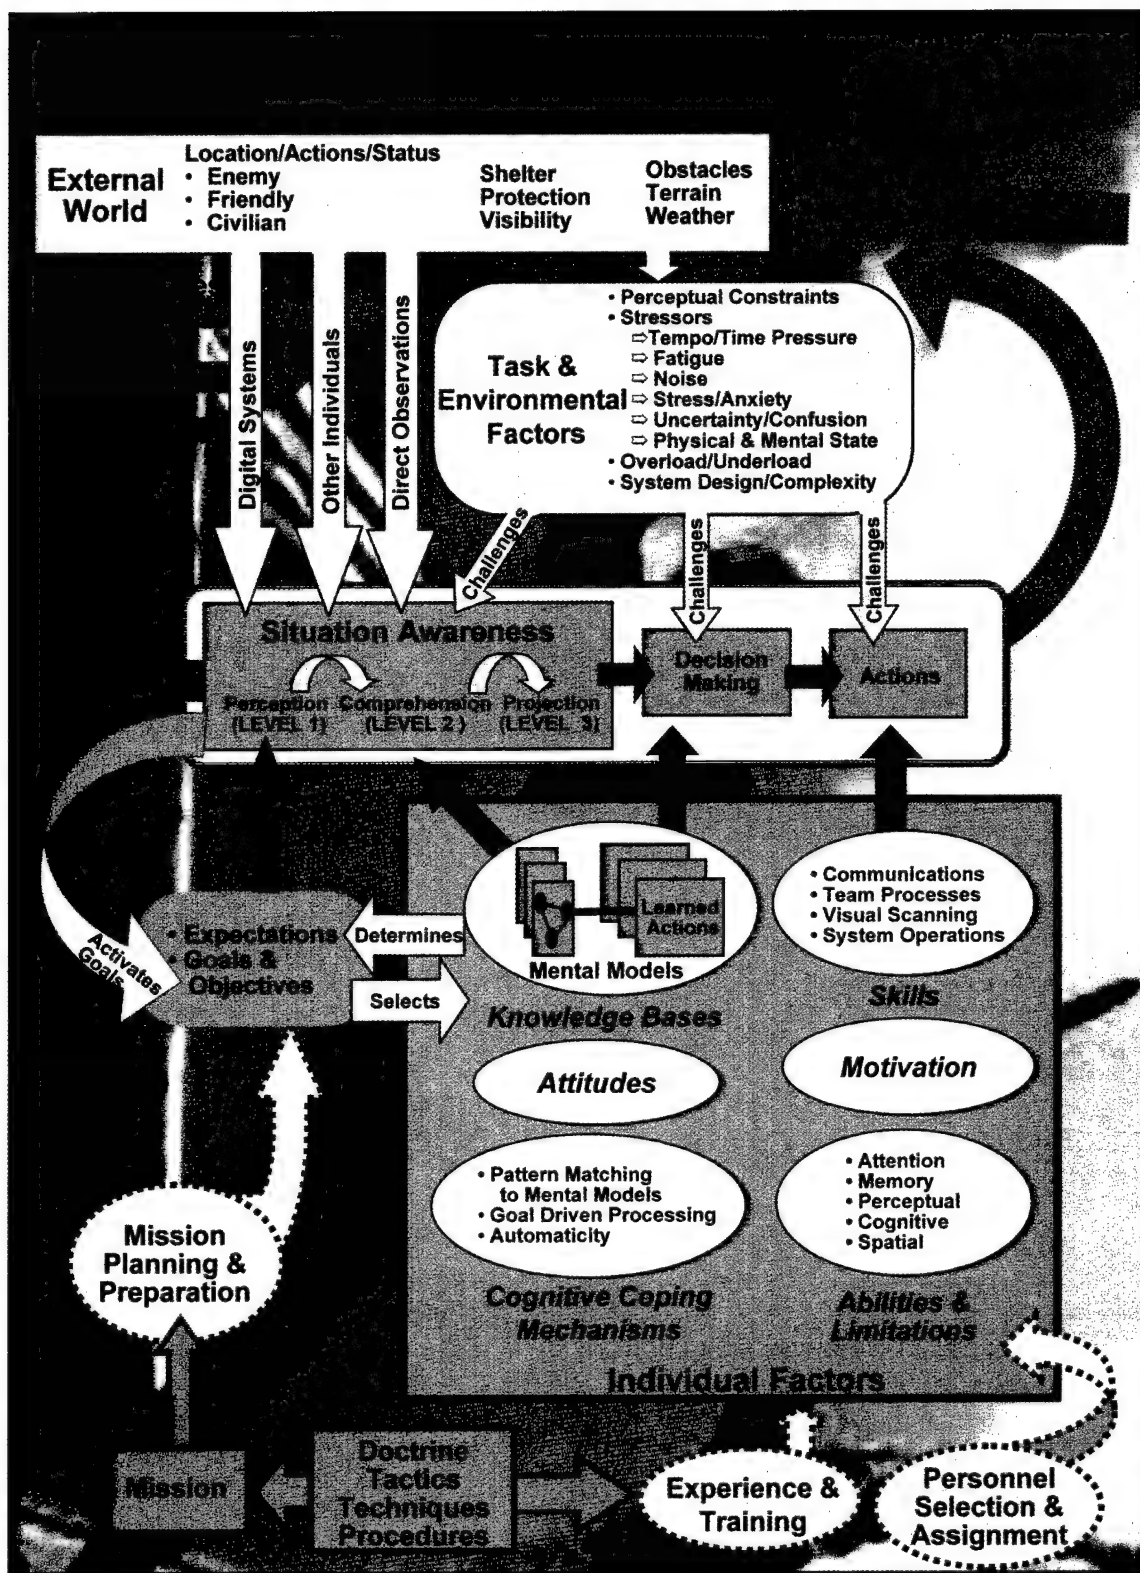 External
World
Location/Actions/Status
• Enemy
• Friendly
• Civilian
Shelter
Protection
Visibility
Obstacles
Terrain
Weather
Digital Systems
Other Individuals
Direct Observations
Task &
Environmental
Factors
• Perceptual Constraints
• Stressors
⇨Tempo/Time Pressure
⇨ Fatigue
⇨ Noise
⇨ Stress/Anxiety
⇨ Uncertainty/Confusion
⇨ Physical & Mental State
• Overload/Underload
• System Design/Complexity
Challenges
Challenges
Challenges
Situation Awareness
Perception
(LEVEL 1)
Comprehension
(LEVEL 2 )
Projection
(LEVEL 3)
Decision
Making
Actions
Activates
Goals
• Expectations
• Goals &
Objectives
Determines
Selects
Learned
Actions
Mental Models
Knowledge Bases
• Communications
• Team Processes
• Visual Scanning
• System Operations
Skills
Attitudes
Motivation
• Pattern Matching
to Mental Models
• Goal Driven Processing
• Automaticity
Cognitive Coping
Mechanisms
• Attention
• Memory
• Perceptual
• Cognitive
• Spatial
Abilities &
Limitations
Individual Factors
Mission
Planning &
Preparation
Mission
Doctrine
Tactics
Techniques
Procedures
Experience &
Training
Personnel
Selection &
Assignment